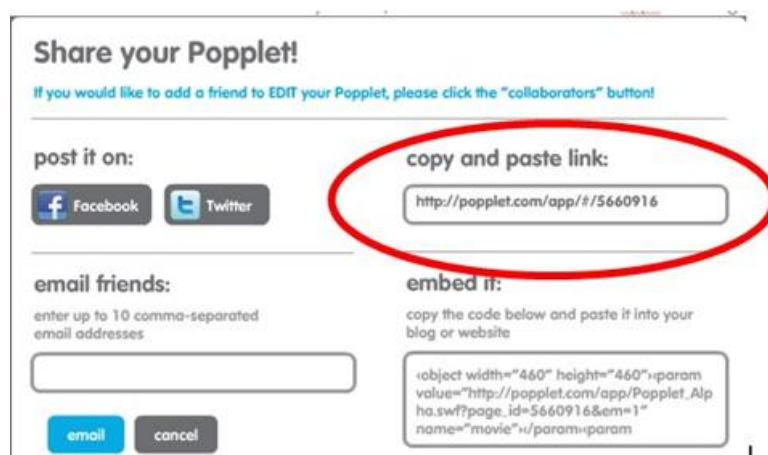 Share your Popplet!
If you would like to add a friend to EDIT your Popplet, please click the "collaborators" button!
post it on:
Facebook
Twitter
copy and paste link:
http://popplet.com/app/#/5660916
email friends:
enter up to 10 comma-separated
email addresses
email
cancel
embed it:
copy the code below and paste it into your
blog or website
‹object width="460" height="460"›‹param
value="http://popplet.com/app/Popplet_Alp
ha.swf?page_id=5660916&em=1"
name="movie"›‹/param›‹param